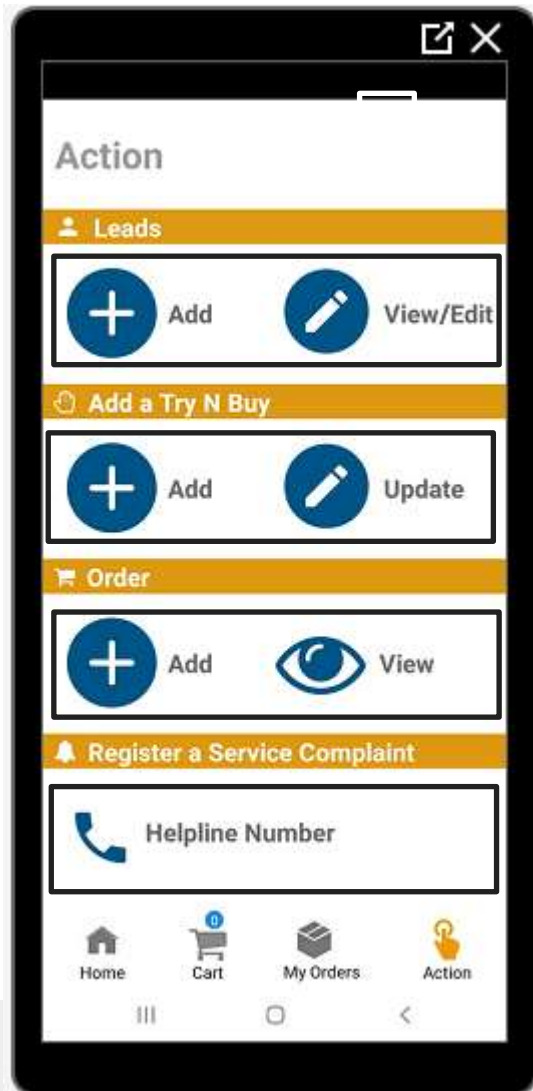 Action
Leads
Add View/Edit
Add a Try N Buy
Add Update
Order
Add View
Register a Service Complaint
Helpline Number
0
Home Cart My Orders Action